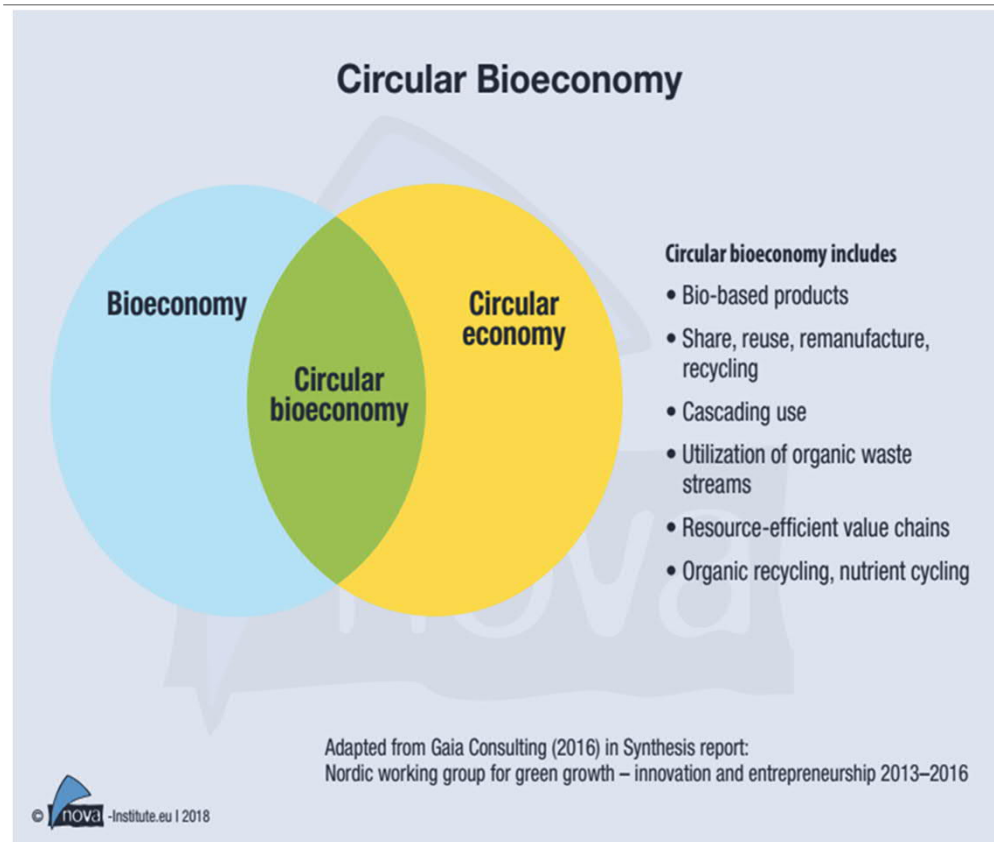 Circular Bioeconomy
Bioeconomy
Circular
economy
Circular
bioeconomy
Circular bioeconomy includes
• Bio-based products
• Share, reuse, remanufacture,
recycling
• Cascading use
• Utilization of organic waste
streams
• Resource-efficient value chains
• Organic recycling, nutrient cycling
nova
Adapted from Gaia Consulting (2016) in Synthesis report:
Nordic working group for green growth – innovation and entrepreneurship 2013–2016
© nova -Institute.eu I 2018